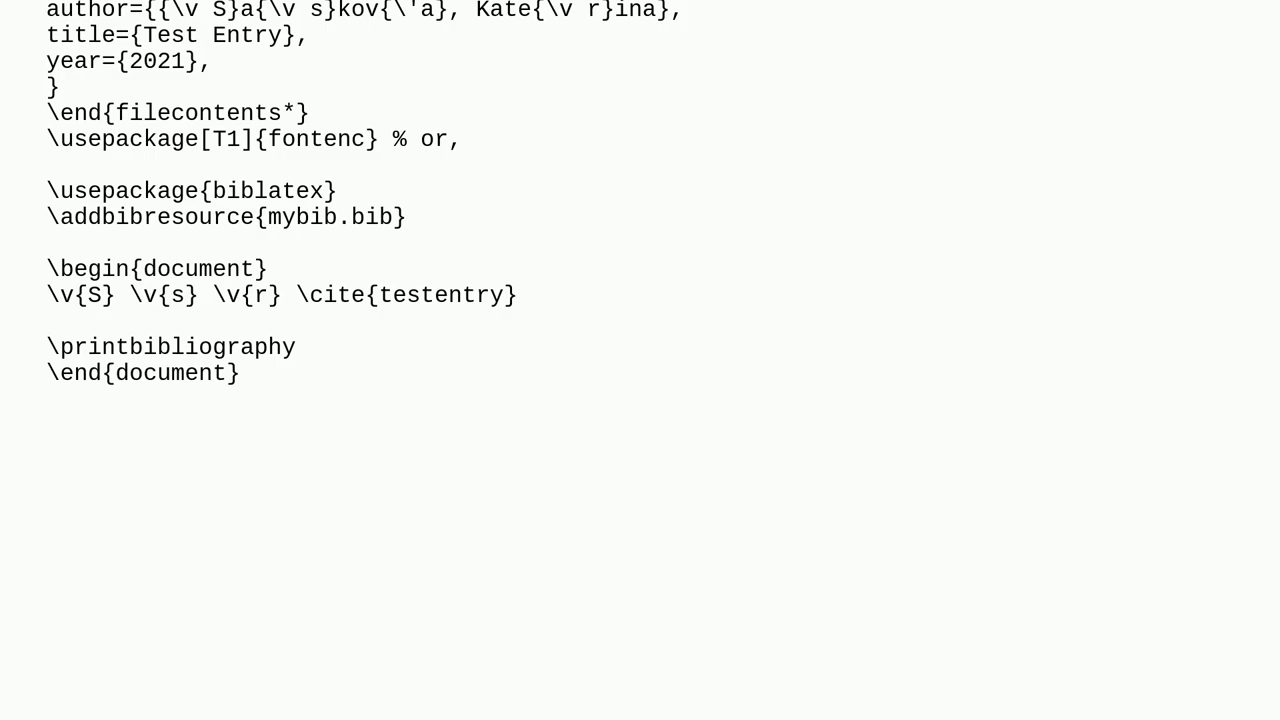 author={{\v S}a{\v s}kov{\'a}, Kate{\v r}ina},
title={Test Entry},
year={2021},
}
\end{filecontents*}
\usepackage[T1]{fontenc} % or,
\usepackage{biblatex}
\addbibresource{mybib.bib}
\begin{document}
\v{S} \v{s} \v{r} \cite{testentry}
\printbibliography
\end{document}